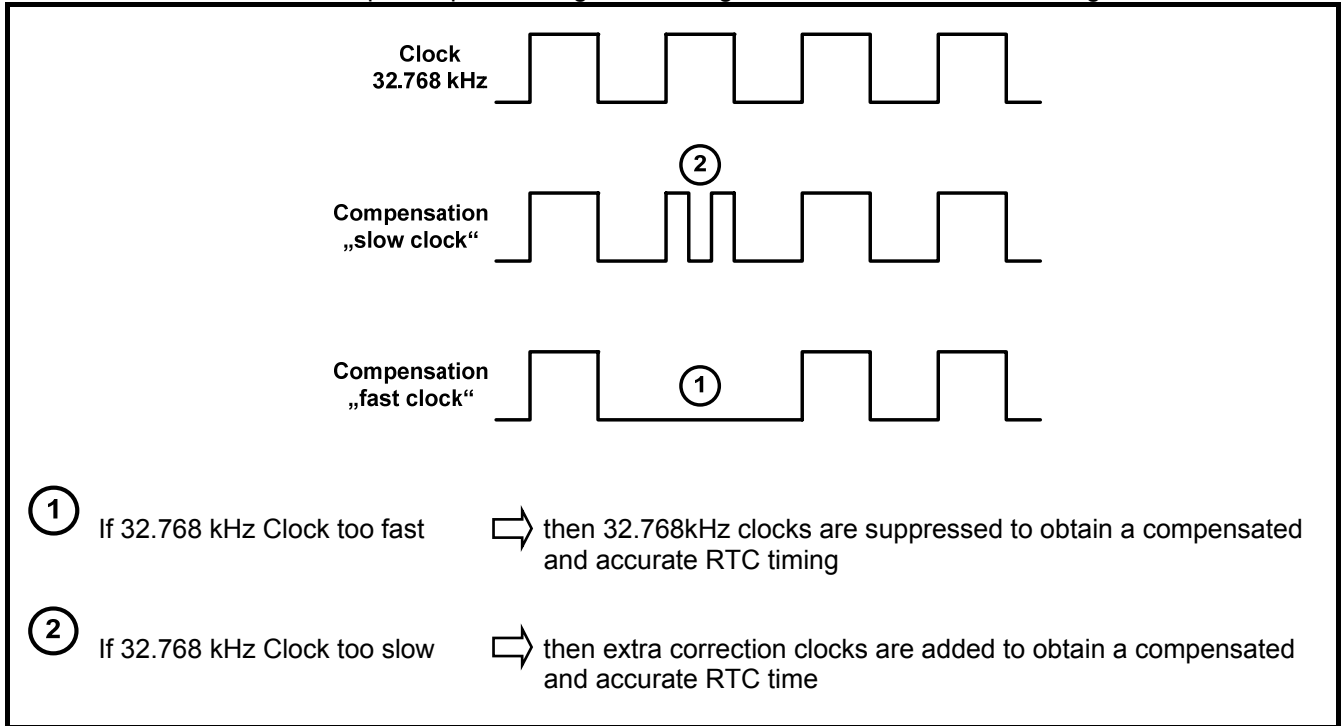 Clock
32.768 kHz
2
Compensation
„slow clock“
Compensation
„fast clock“
1
1 If 32.768 kHz Clock too fast then 32.768kHz clocks are suppressed to obtain a compensated
and accurate RTC timing
2 If 32.768 kHz Clock too slow then extra correction clocks are added to obtain a compensated
and accurate RTC time